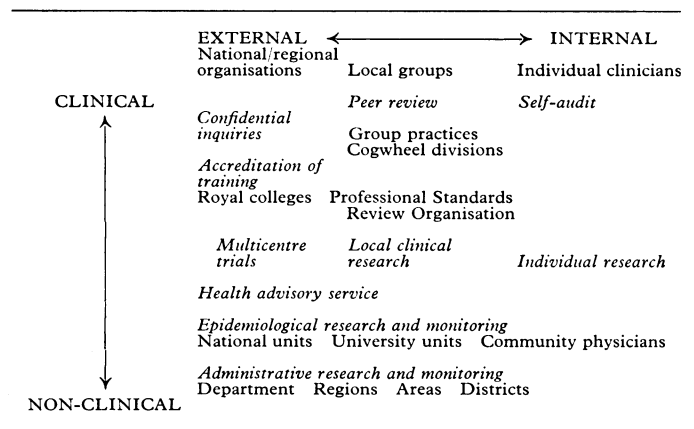 EXTERNAL ⟷ INTERNAL
National/regional
organisations Local groups Individual clinicians
CLINICAL Peer review Self-audit
Confidential
inquiries Group practices
Cogwheel divisions
Accreditation of
training
Royal colleges Professional Standards
Review Organisation
Multicentre Local clinical
trials research Individual research
Health advisory service
Epidemiological research and monitoring
National units University units Community physicians
Administrative research and monitoring
Department Regions Areas Districts
NON-CLINICAL